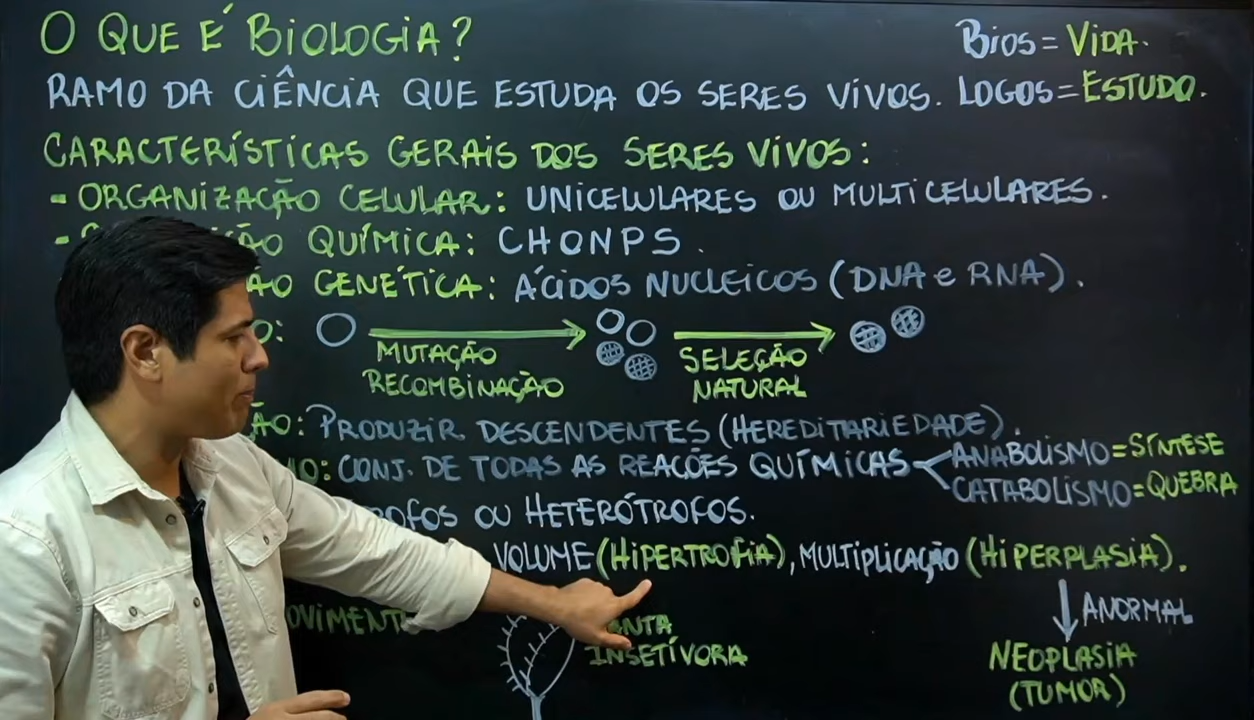 O QUE É BIOLOGIA?
BIOS = VIDA.
RAMO DA CIÊNCIA QUE ESTUDA OS SERES VIVOS.
LOGOS = ESTUDO.
CARACTERÍSTICAS GERAIS DOS SERES VIVOS:
- ORGANIZAÇÃO CELULAR: UNICELULARES OU MULTICELULARES.
- QUÍMICA: CHONPS.
GENÉTICA: ÁCIDOS NUCLEICOS (DNA e RNA).
MUTAÇÃO
RECOMBINAÇÃO
SELEÇÃO
NATURAL
PRODUZIR DESCENDENTES (HEREDITARIEDADE).
CONJ. DE TODAS AS REAÇÕES QUÍMICAS
ANABOLISMO = SÍNTESE
CATABOLISMO = QUEBRA
OU HETERÓTROFOS.
VOLUME (HIPERTROFIA), MULTIPLICAÇÃO (HIPERPLASIA).
ANORMAL
NEOPLASIA
(TUMOR)
INSETÍVORA